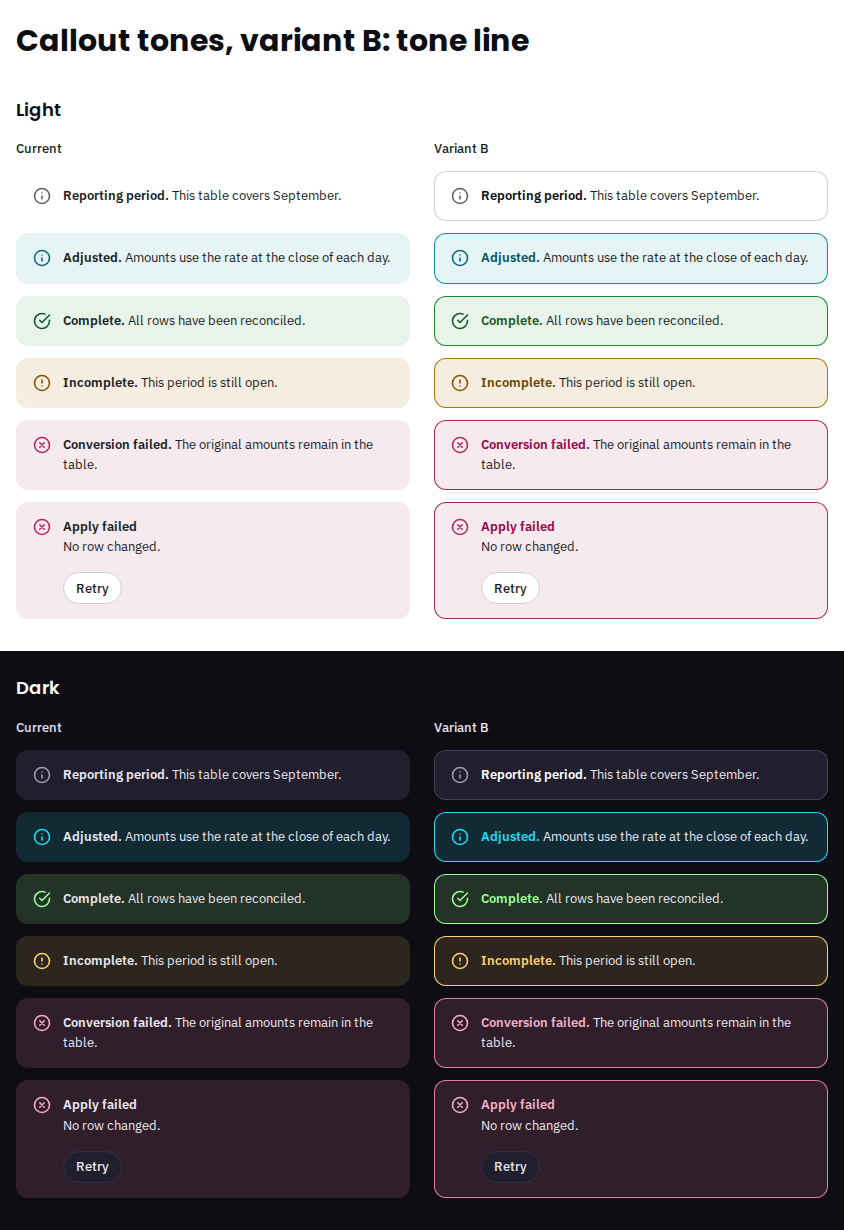 Callout tones, variant B: tone line
Light
Current
Reporting period. This table covers September.
Adjusted. Amounts use the rate at the close of each day.
Complete. All rows have been reconciled.
Incomplete. This period is still open.
Conversion failed. The original amounts remain in the
table.
Apply failed
No row changed.
Retry
Variant B
Reporting period. This table covers September.
Adjusted. Amounts use the rate at the close of each day.
Complete. All rows have been reconciled.
Incomplete. This period is still open.
Conversion failed. The original amounts remain in the
table.
Apply failed
No row changed.
Retry
Dark
Current
Reporting period. This table covers September.
Adjusted. Amounts use the rate at the close of each day.
Complete. All rows have been reconciled.
Incomplete. This period is still open.
Conversion failed. The original amounts remain in the
table.
Apply failed
No row changed.
Retry
Variant B
Reporting period. This table covers September.
Adjusted. Amounts use the rate at the close of each day.
Complete. All rows have been reconciled.
Incomplete. This period is still open.
Conversion failed. The original amounts remain in the
table.
Apply failed
No row changed.
Retry